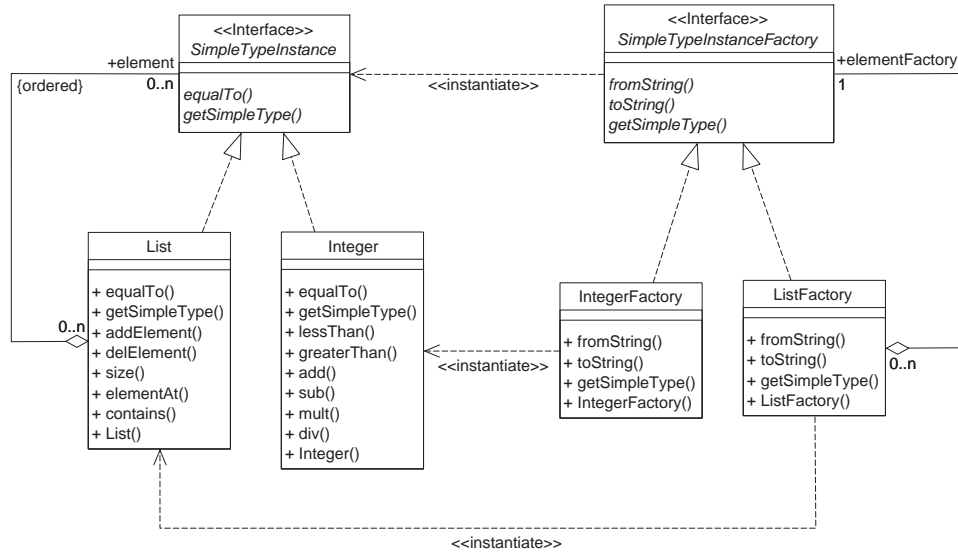 <<Interface>>
SimpleTypeInstance
equalTo()
getSimpleType()
+element
0..n
{ordered}
<<instantiate>>
<<Interface>>
SimpleTypeInstanceFactory
fromString()
toString()
getSimpleType()
+elementFactory
1
List
+ equalTo()
+ getSimpleType()
+ addElement()
+ delElement()
+ size()
+ elementAt()
+ contains()
+ List()
0..n
Integer
+ equalTo()
+ getSimpleType()
+ lessThan()
+ greaterThan()
+ add()
+ sub()
+ mult()
+ div()
+ Integer()
<<instantiate>>
IntegerFactory
+ fromString()
+ toString()
+ getSimpleType()
+ IntegerFactory()
ListFactory
+ fromString()
+ toString()
+ getSimpleType()
+ ListFactory()
0..n
<<instantiate>>